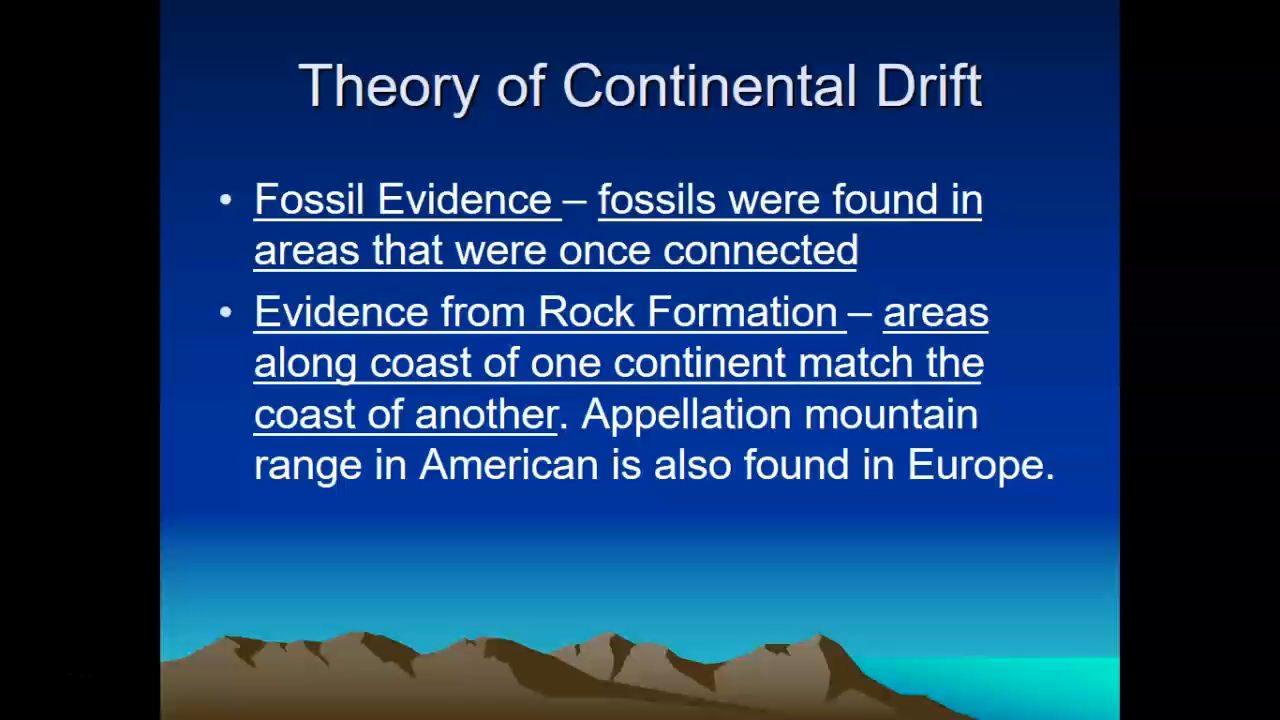 Theory of Continental Drift
• Fossil Evidence – fossils were found in
areas that were once connected
• Evidence from Rock Formation – areas
along coast of one continent match the
coast of another. Appellation mountain
range in American is also found in Europe.